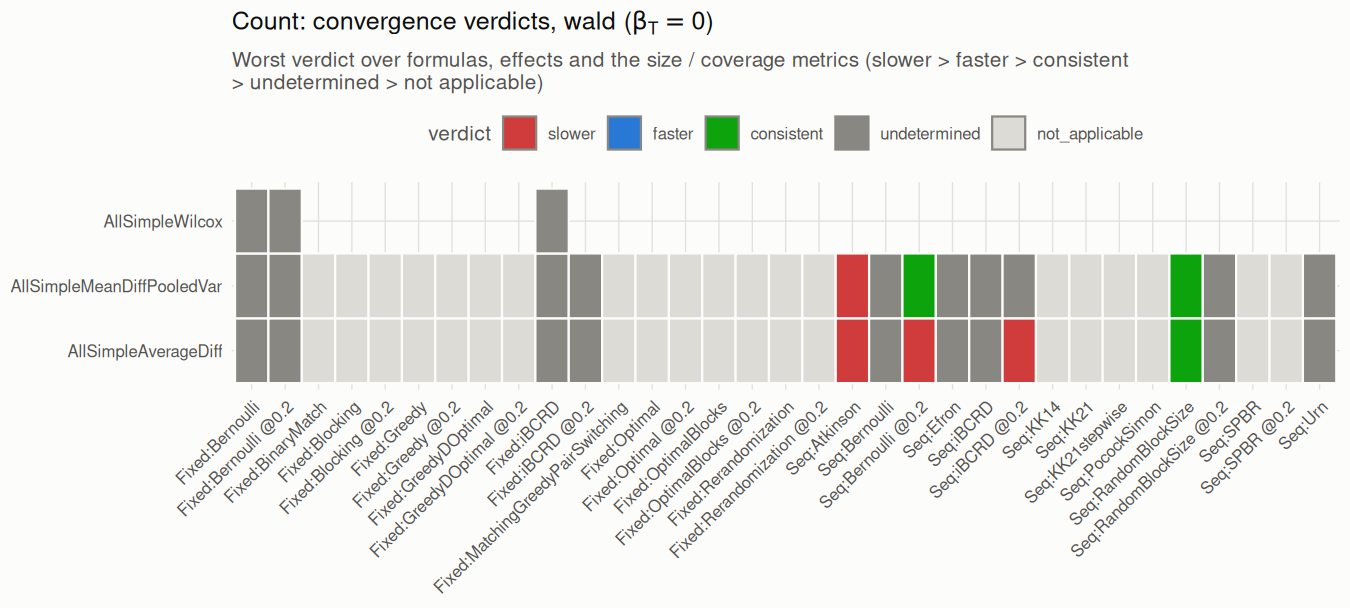 Count: convergence verdicts, wald (βT = 0)
Worst verdict over formulas, effects and the size / coverage metrics (slower > faster > consistent
> undetermined > not applicable)
verdict slower faster consistent undetermined not_applicable
AllSimpleWilcox
AllSimpleMeanDiffPooledVar
AllSimpleAverageDiff
Fixed:Bernoulli
Fixed:Bernoulli @0.2
Fixed:BinaryMatch
Fixed:Blocking
Fixed:Blocking @0.2
Fixed:Greedy
Fixed:Greedy @0.2
Fixed:GreedyDOptimal
Fixed:GreedyDOptimal @0.2
Fixed:iBCRD
Fixed:iBCRD @0.2
Fixed:MatchingGreedyPairSwitching
Fixed:Optimal
Fixed:Optimal @0.2
Fixed:OptimalBlocks
Fixed:OptimalBlocks @0.2
Fixed:Rerandomization
Fixed:Rerandomization @0.2
Seq:Atkinson
Seq:Bernoulli
Seq:Bernoulli @0.2
Seq:Efron
Seq:iBCRD
Seq:iBCRD @0.2
Seq:KK14
Seq:KK21
Seq:KK21stepwise
Seq:PocockSimon
Seq:RandomBlockSize
Seq:RandomBlockSize @0.2
Seq:SPBR
Seq:SPBR @0.2
Seq:Urn